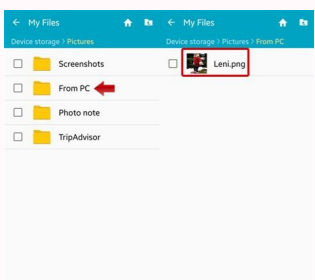 My Files
Device storage > Pictures
Screenshots
From PC
Photo note
TripAdvisor
My Files
Device storage > Pictures > From PC
Leni.png